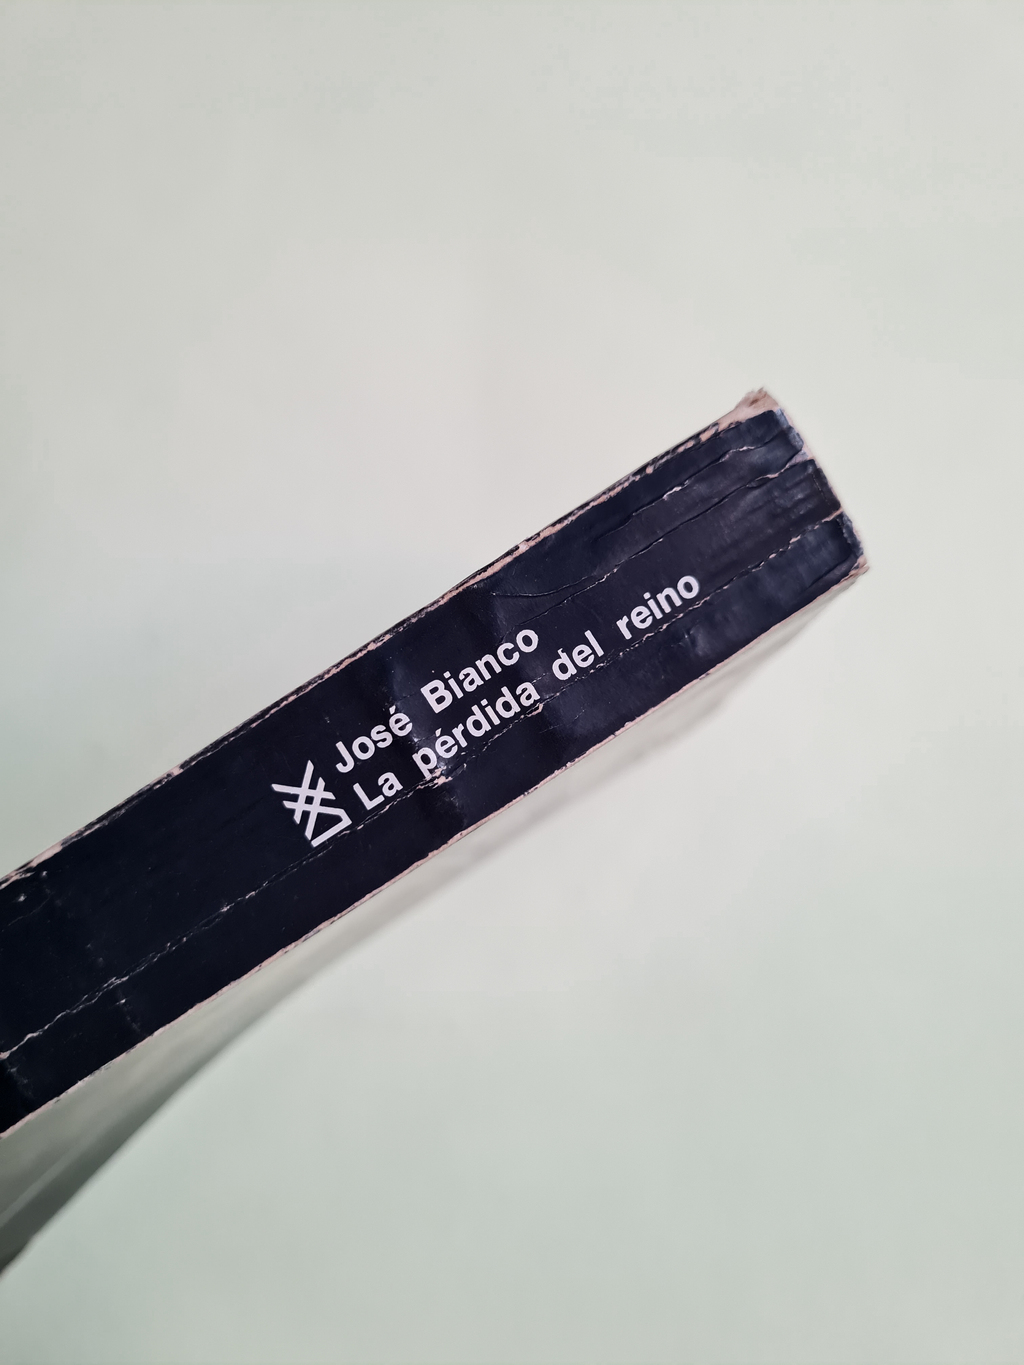 José Bianco
La pérdida del reino